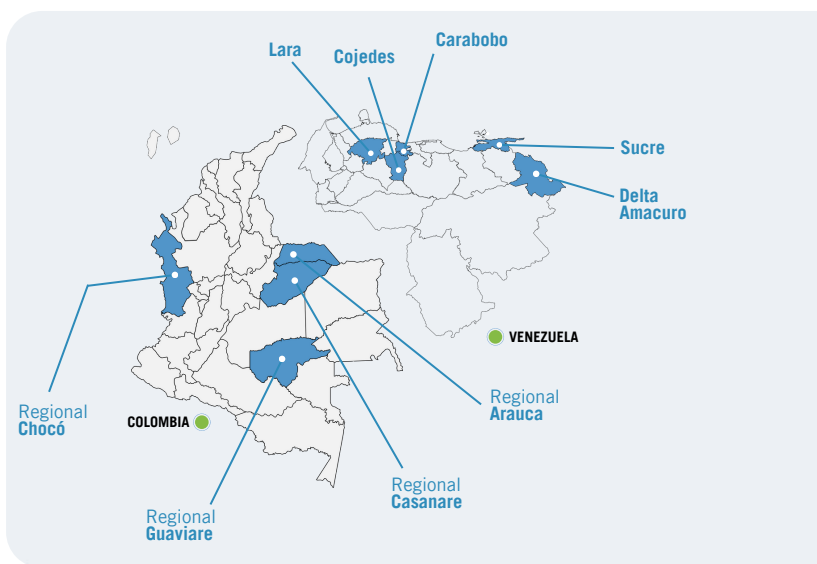 Carabobo
Lara
Cojedes
Sucre
Delta
Amacuro
VENEZUELA
Regional
Arauca
Regional
Chocó
COLOMBIA
Regional
Casanare
Regional
Guaviare